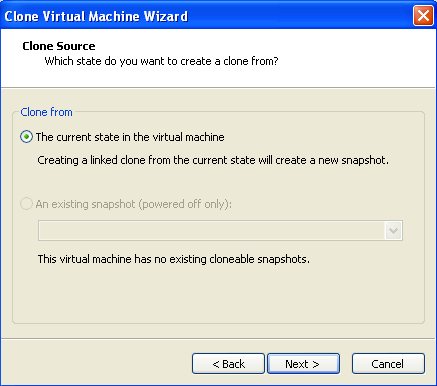 Clone Virtual Machine Wizard
Clone Source
Which state do you want to create a clone from?
Clone from
The current state in the virtual machine
Creating a linked clone from the current state will create a new snapshot.
An existing snapshot (powered off only):
This virtual machine has no existing cloneable snapshots.
< Back
Next >
Cancel